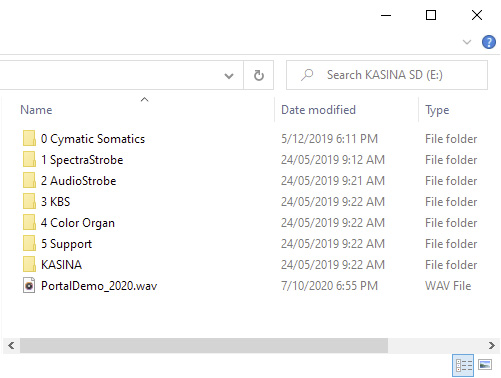 ?
Search KASINA SD (E:)
Name Date modified Type
0 Cymatic Somatics 5/12/2019 6:11 PM File folder
1 SpectraStrobe 24/05/2019 9:12 AM File folder
2 AudioStrobe 24/05/2019 9:21 AM File folder
3 KBS 24/05/2019 9:22 AM File folder
4 Color Organ 24/05/2019 9:22 AM File folder
5 Support 24/05/2019 9:22 AM File folder
KASINA 24/05/2019 9:22 AM File folder
PortalDemo_2020.wav 7/10/2020 6:55 PM WAV File